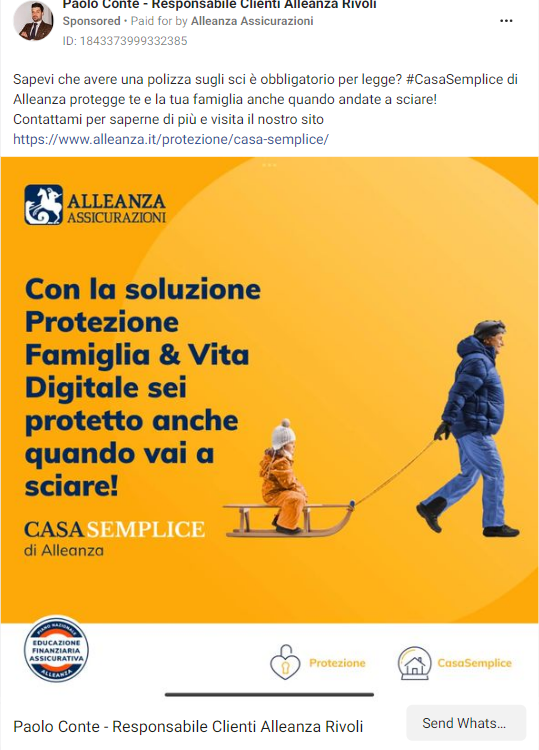 Paolo Conte - Responsabile Clienti Alleanza Rivoli
Sponsored • Paid for by Alleanza Assicurazioni
ID: 1843373999332385
Sapevi che avere una polizza sugli sci è obbligatorio per legge? #CasaSemplice di
Alleanza protegge te e la tua famiglia anche quando andate a sciare!
Contattami per saperne di più e visita il nostro sito
https://www.alleanza.it/protezione/casa-semplice/
ALLEANZA
ASSICURAZIONI
Con la soluzione
Protezione
Famiglia & Vita
Digitale sei
protetto anche
quando vai a
sciare!
CASASEMPLICE
di Alleanza
PIANO NAZIONALE
EDUCAZIONE
FINANZIARIA
ASSICURATIVA
ALLEANZA
Protezione
CasaSemplice
Paolo Conte - Responsabile Clienti Alleanza Rivoli
Send Whats...